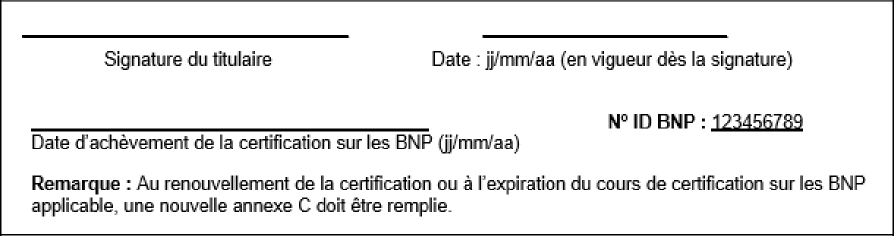 Signature du titulaire
Date : jj/mm/aa (en vigueur dès la signature)
Nº ID BNP : 123456789
Date d’achèvement de la certification sur les BNP (jj/mm/aa)
Remarque : Au renouvellement de la certification ou à l’expiration du cours de certification sur les BNP
applicable, une nouvelle annexe C doit être remplie.